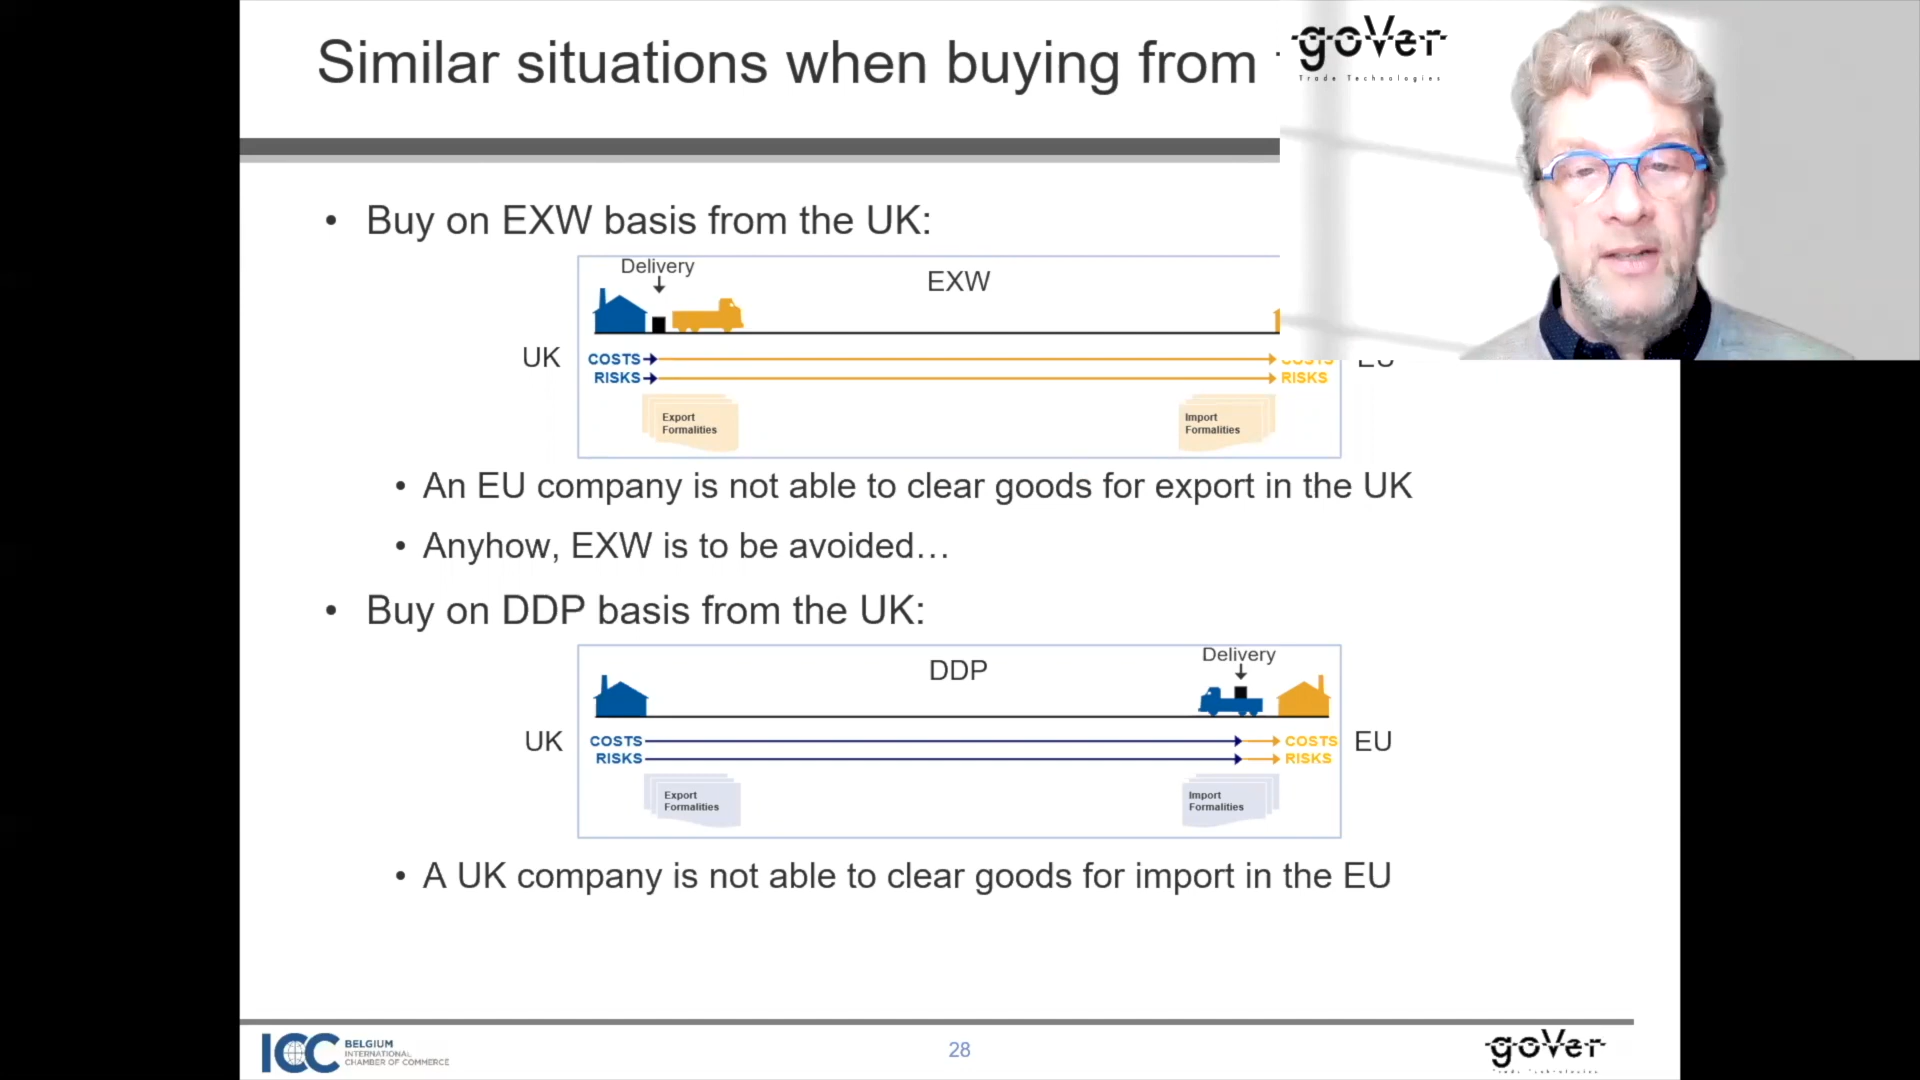 Similar situations when buying from
goVer
Trade Technologies
• Buy on EXW basis from the UK:
Delivery
EXW
UK
COSTS
COSTS
EU
RISKS
RISKS
Export
Formalities
Import
Formalities
• An EU company is not able to clear goods for export in the UK
• Anyhow, EXW is to be avoided…
• Buy on DDP basis from the UK:
Delivery
DDP
UK
COSTS
COSTS
EU
RISKS
RISKS
Export
Formalities
Import
Formalities
• A UK company is not able to clear goods for import in the EU
ICC
BELGIUM
INTERNATIONAL
CHAMBER OF COMMERCE
28
goVer